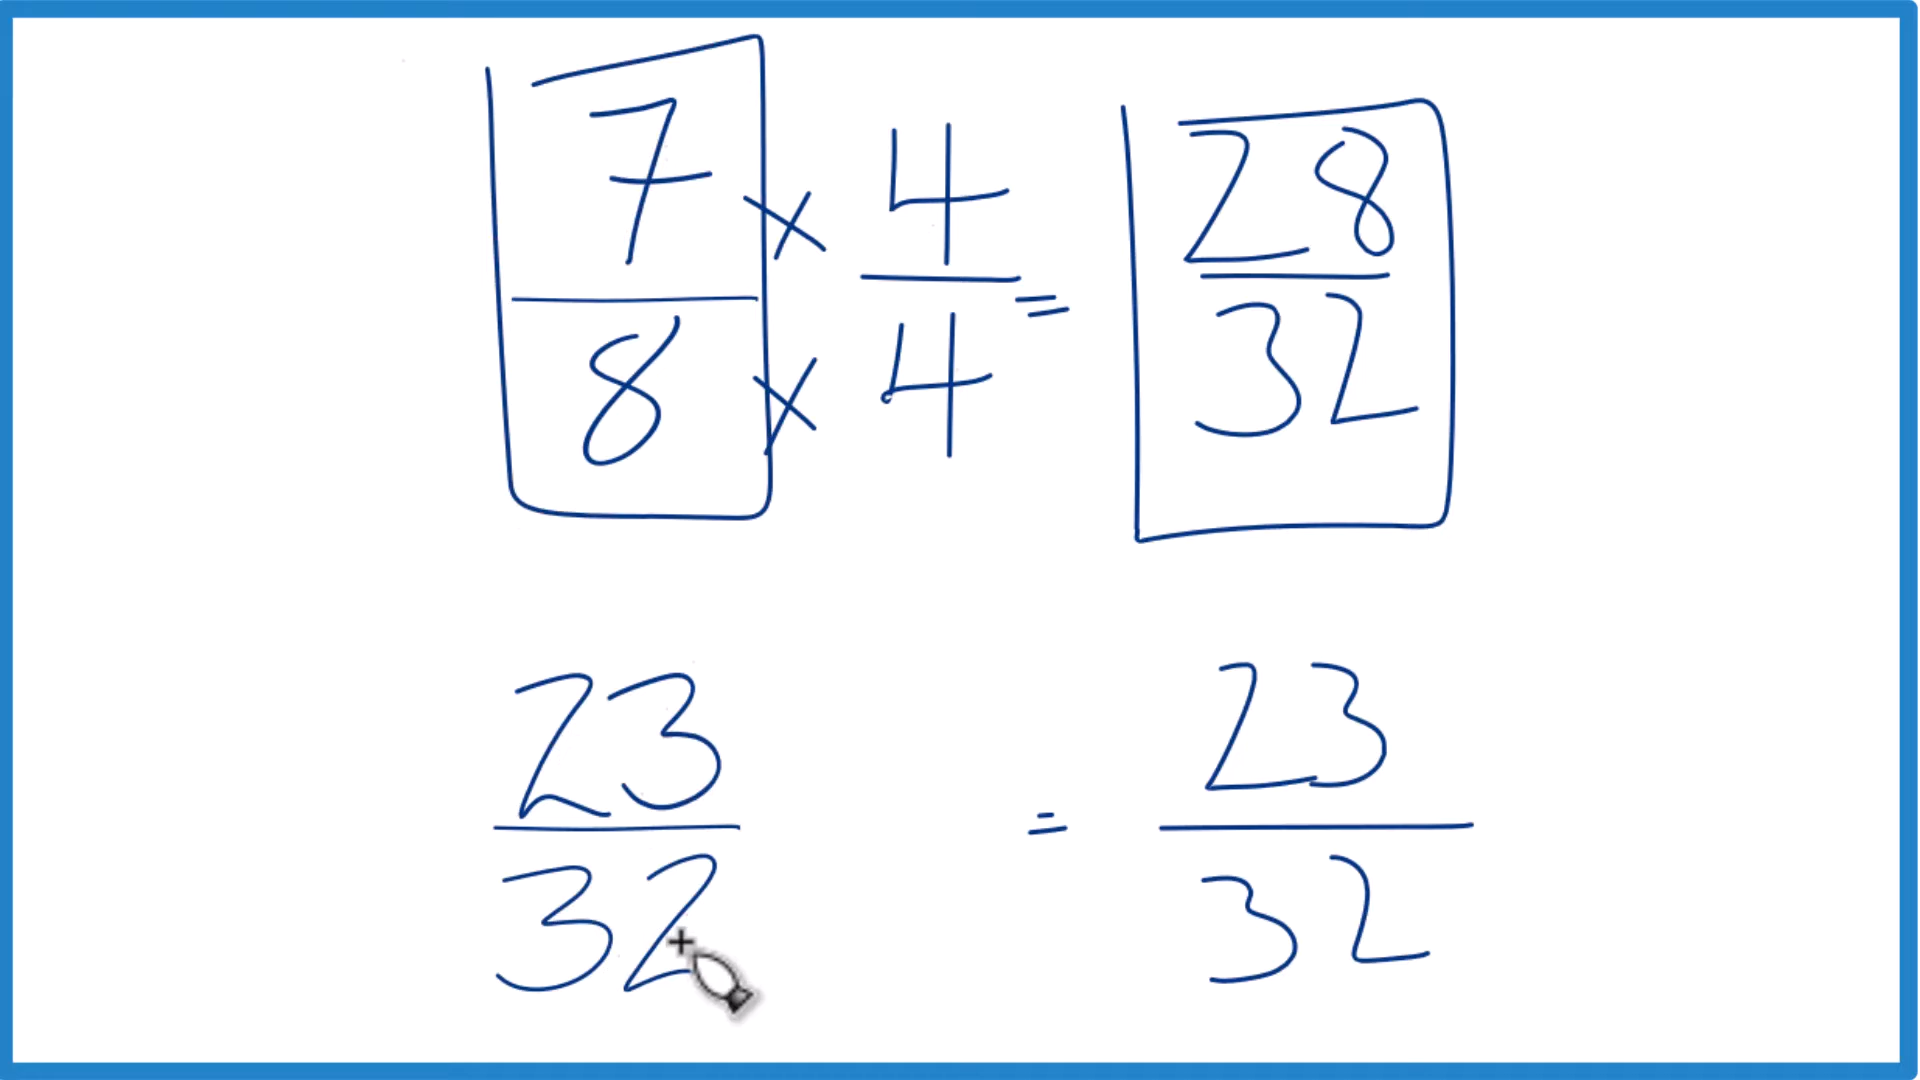 7/8 × 4/4 = 28/32
23/32 = 23/32